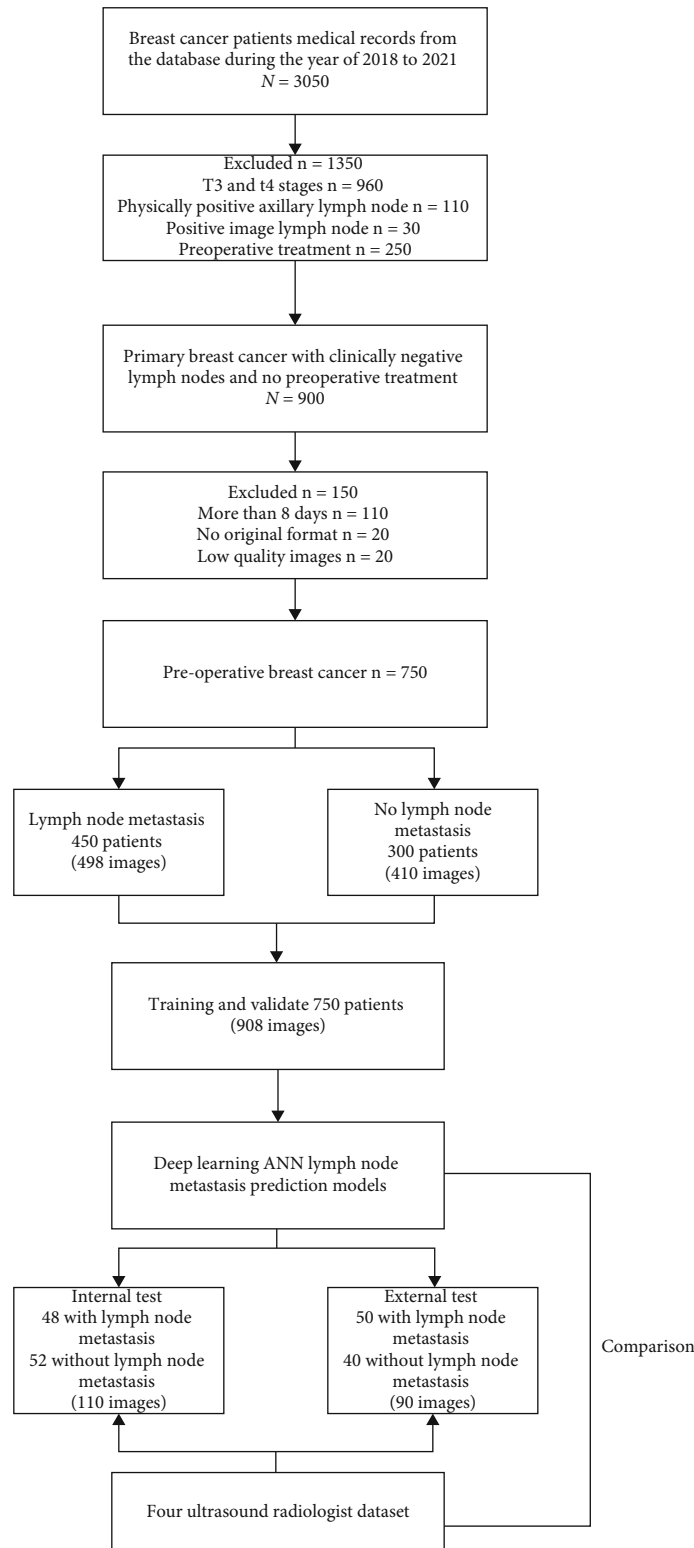 Breast cancer patients medical records from
the database during the year of 2018 to 2021
N = 3050
Excluded n = 1350
T3 and t4 stages n = 960
Physically positive axillary lymph node n = 110
Positive image lymph node n = 30
Preoperative treatment n = 250
Primary breast cancer with clinically negative
lymph nodes and no preoperative treatment
N = 900
Excluded n = 150
More than 8 days n = 110
No original format n = 20
Low quality images n = 20
Pre-operative breast cancer n = 750
Lymph node metastasis
450 patients
(498 images)
No lymph node
metastasis
300 patients
(410 images)
Training and validate 750 patients
(908 images)
Deep learning ANN lymph node
metastasis prediction models
Internal test
48 with lymph node
metastasis
52 without lymph node
metastasis
(110 images)
External test
50 with lymph node
metastasis
40 without lymph node
metastasis
(90 images)
Comparison
Four ultrasound radiologist dataset